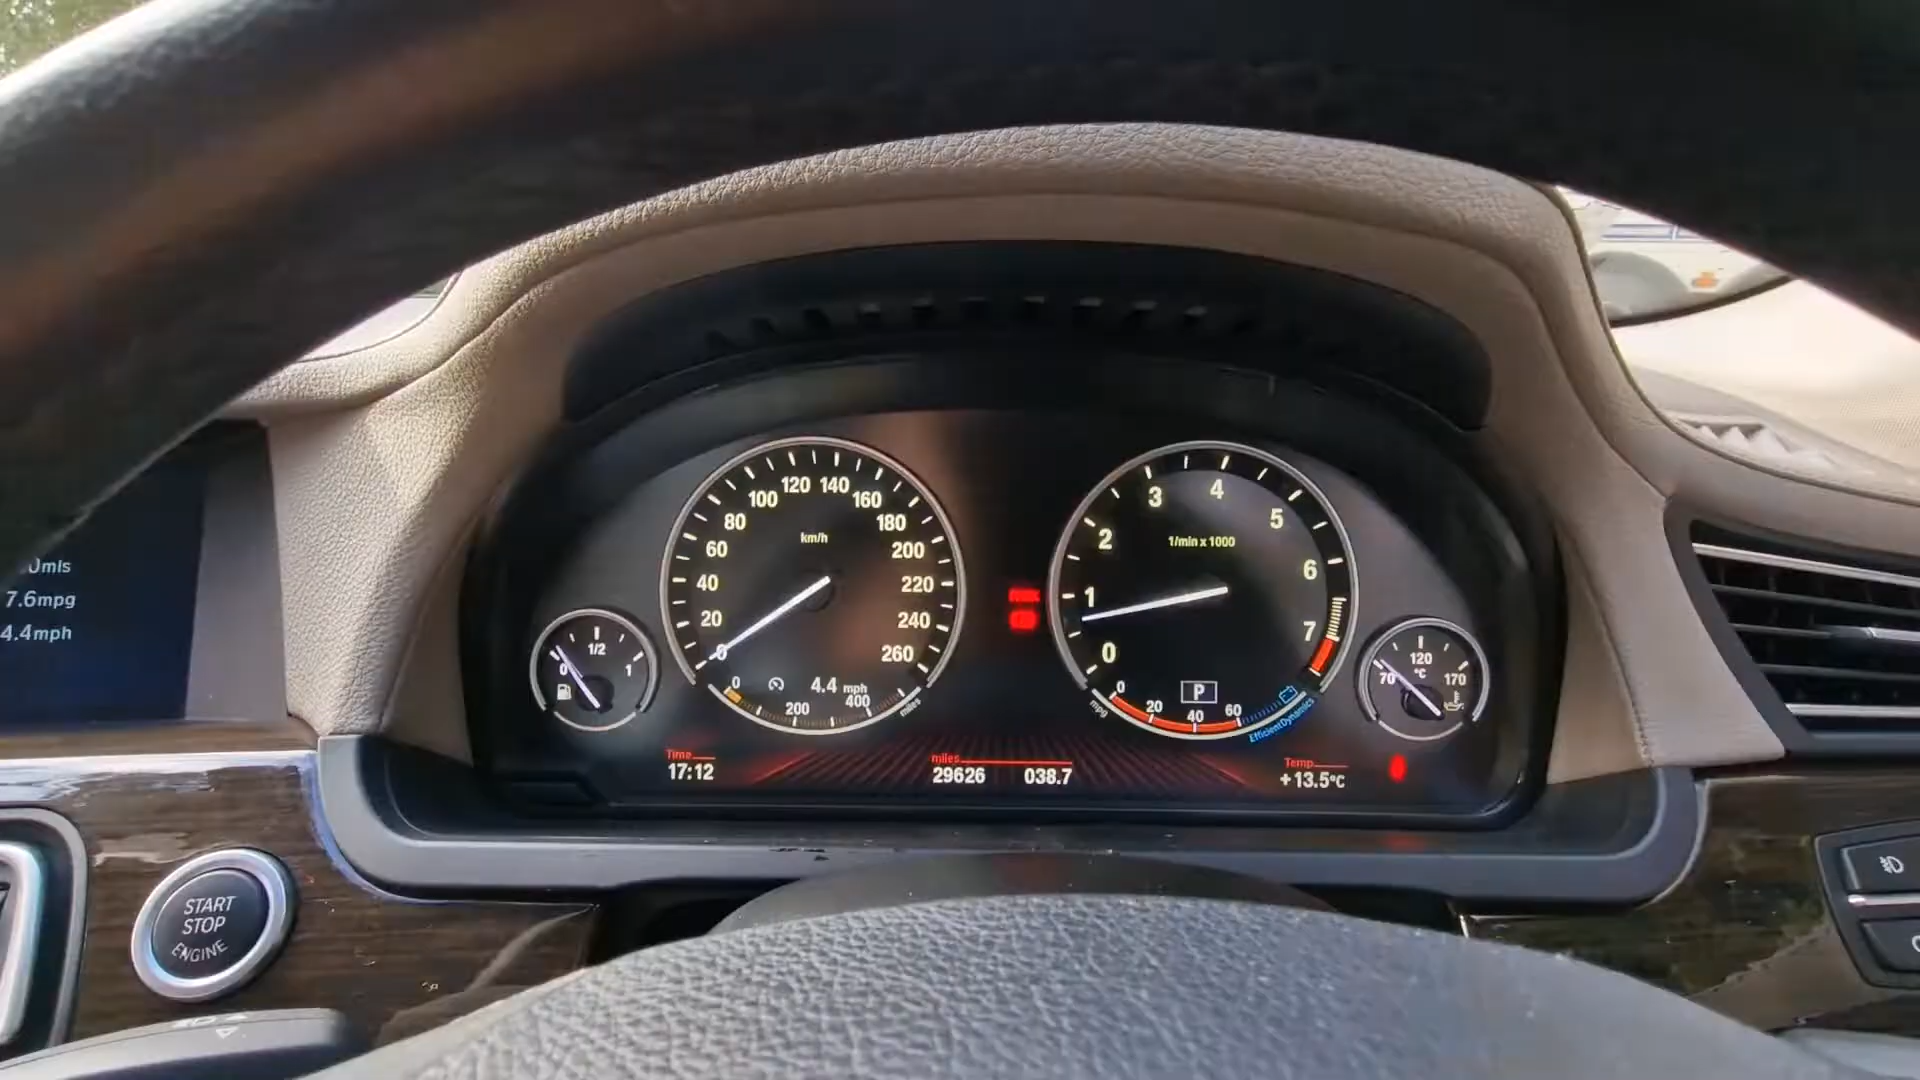 0mls
7.6mpg
4.4mph
0 20 40 60 80 100 120 140 160 180 200 220 240 260
km/h
0 1/2 1
4.4 mph
0 200 400
miles
0 1 2 3 4 5 6 7
1/min x 1000
P
0 20 40 60
mpg
EfficientDynamics
70 120 170
°C
Time
17:12
miles
29626 038.7
Temp
+13.5°C
START
STOP
ENGINE